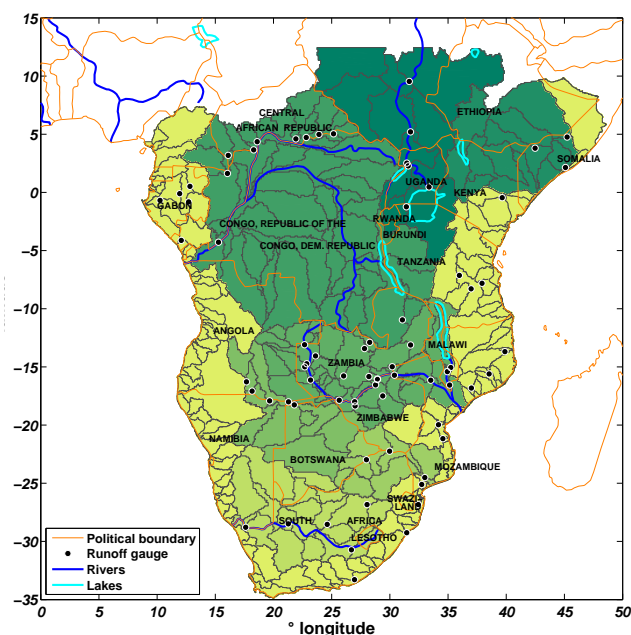 15
10
5
0
−5
−10
−15
−20
−25
−30
−35
CENTRAL
AFRICAN REPUBLIC
ETHIOPIA
SOMALIA
UGANDA
KENYA
GABON
RWANDA
CONGO, REPUBLIC OF THE
BURUNDI
CONGO, DEM. REPUBLIC
TANZANIA
ANGOLA
MALAWI
ZAMBIA
ZIMBABWE
NAMIBIA
BOTSWANA
MOZAMBIQUE
SWAZI
LAND
SOUTH AFRICA
LESOTHO
Political boundary
Runoff gauge
Rivers
Lakes
0 5 10 15 20 25 30 35 40 45 50
° longitude